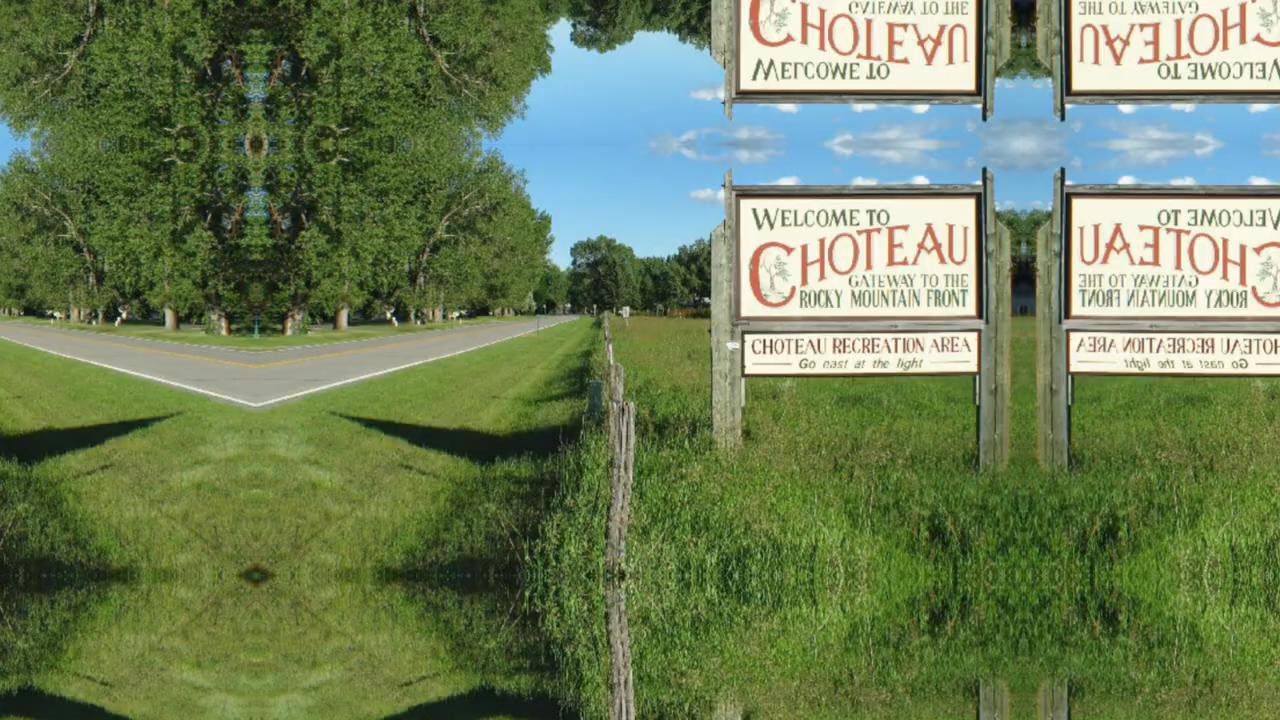 WELCOME TO
CHOTEAU
GATEWAY TO THE
ROCKY MOUNTAIN FRONT
CHOTEAU RECREATION AREA
Go east at the light